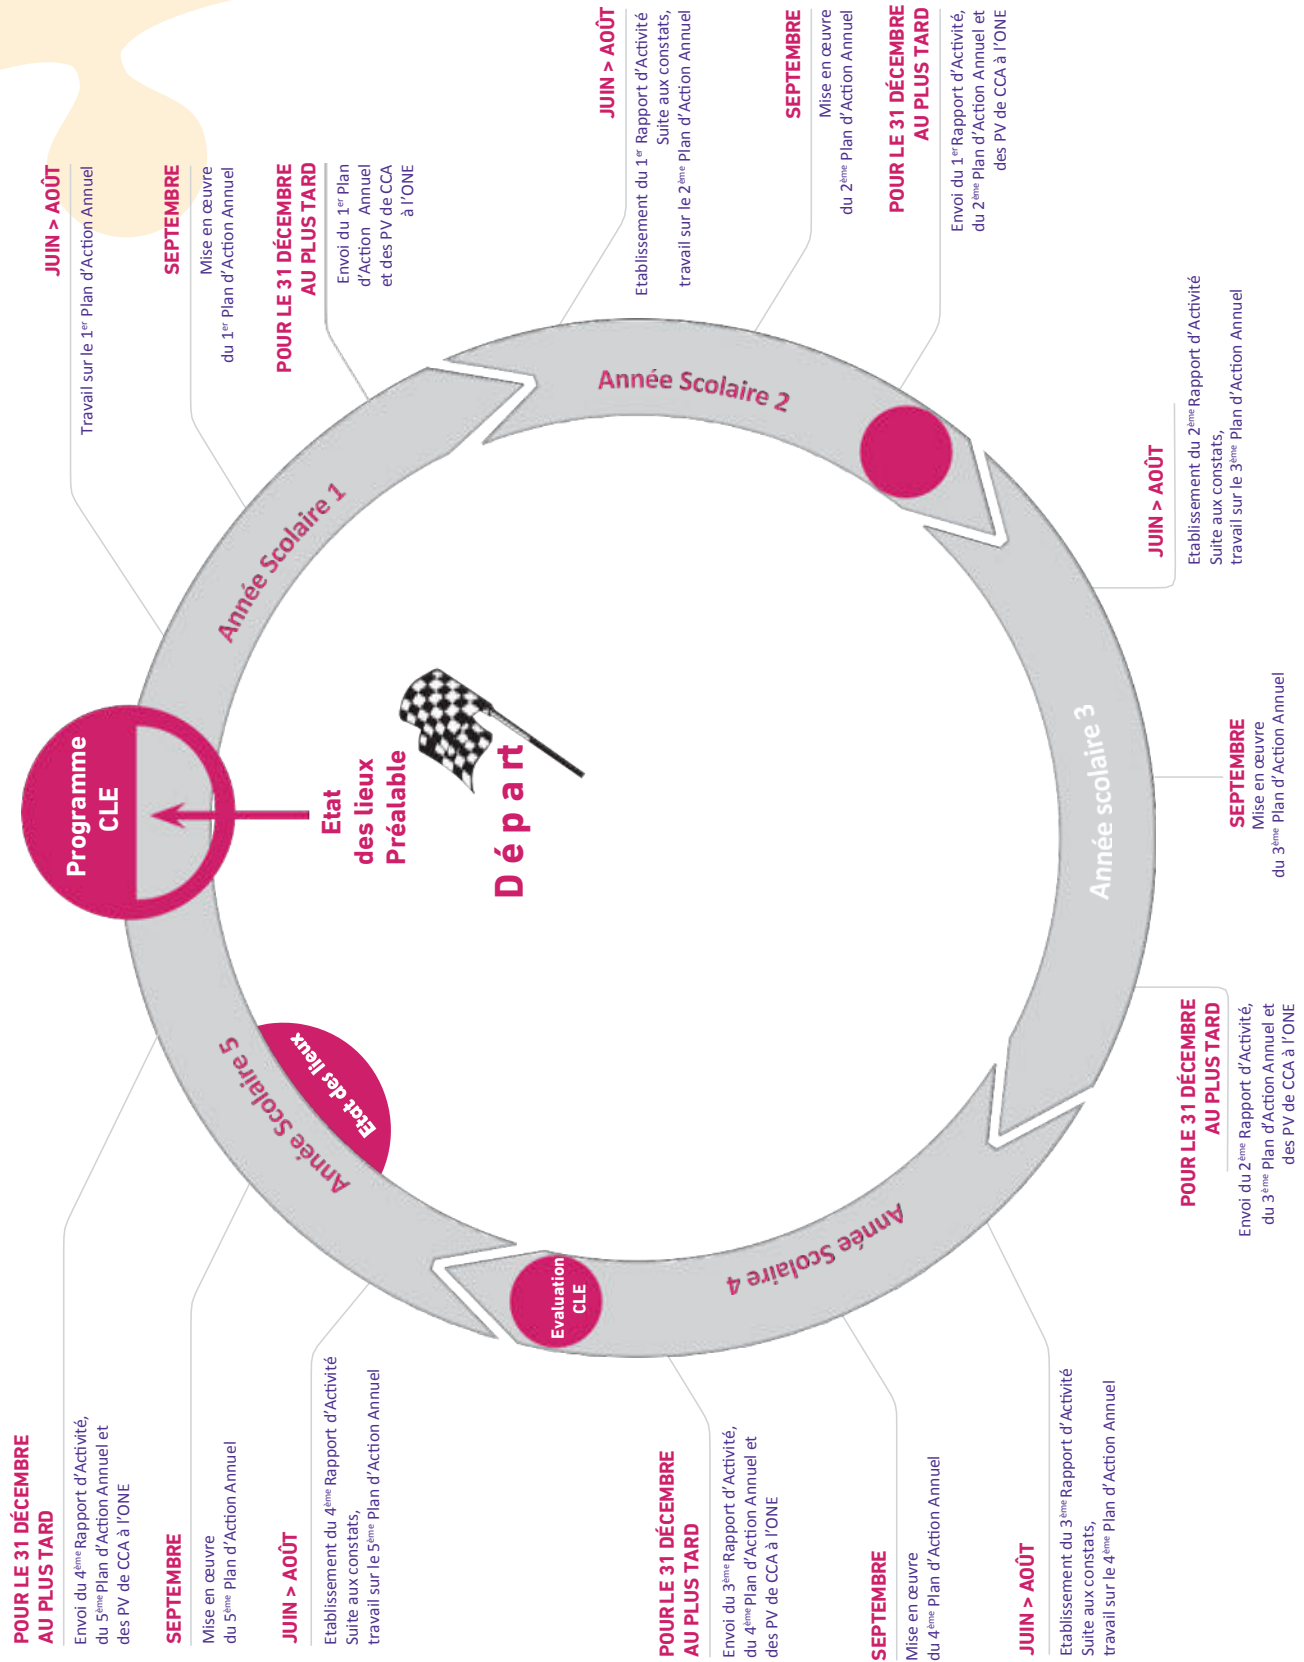 Programme
CLE
Etat
des lieux
Préalable
Départ
Année Scolaire 1
JUIN > AOÛT
Travail sur le 1er Plan d’Action Annuel
SEPTEMBRE
Mise en œuvre
du 1er Plan d’Action Annuel
POUR LE 31 DÉCEMBRE
AU PLUS TARD
Envoi du 1er Plan
d’Action Annuel
et des PV de CCA
à l’ONE
Année Scolaire 2
JUIN > AOÛT
Etablissement du 1er Rapport d’Activité
Suite aux constats,
travail sur le 2ème Plan d’Action Annuel
SEPTEMBRE
Mise en œuvre
du 2ème Plan d’Action Annuel
POUR LE 31 DÉCEMBRE
AU PLUS TARD
Envoi du 1er Rapport d’Activité,
du 2ème Plan d’Action Annuel et
des PV de CCA à l’ONE
Année scolaire 3
JUIN > AOÛT
Etablissement du 2ème Rapport d’Activité
Suite aux constats,
travail sur le 3ème Plan d’Action Annuel
SEPTEMBRE
Mise en œuvre
du 3ème Plan d’Action Annuel
POUR LE 31 DÉCEMBRE
AU PLUS TARD
Envoi du 2ème Rapport d’Activité,
du 3ème Plan d’Action Annuel et
des PV de CCA à l’ONE
Année Scolaire 4
JUIN > AOÛT
Etablissement du 3ème Rapport d’Activité
Suite aux constats,
travail sur le 4ème Plan d’Action Annuel
SEPTEMBRE
Mise en œuvre
du 4ème Plan d’Action Annuel
POUR LE 31 DÉCEMBRE
AU PLUS TARD
Envoi du 3ème Rapport d’Activité,
du 4ème Plan d’Action Annuel et
des PV de CCA à l’ONE
Evaluation
CLE
Année Scolaire 5
Etat des lieux
JUIN > AOÛT
Etablissement du 4ème Rapport d’Activité
Suite aux constats,
travail sur le 5ème Plan d’Action Annuel
SEPTEMBRE
Mise en œuvre
du 5ème Plan d’Action Annuel
POUR LE 31 DÉCEMBRE
AU PLUS TARD
Envoi du 4ème Rapport d’Activité,
du 5ème Plan d’Action Annuel et
des PV de CCA à l’ONE